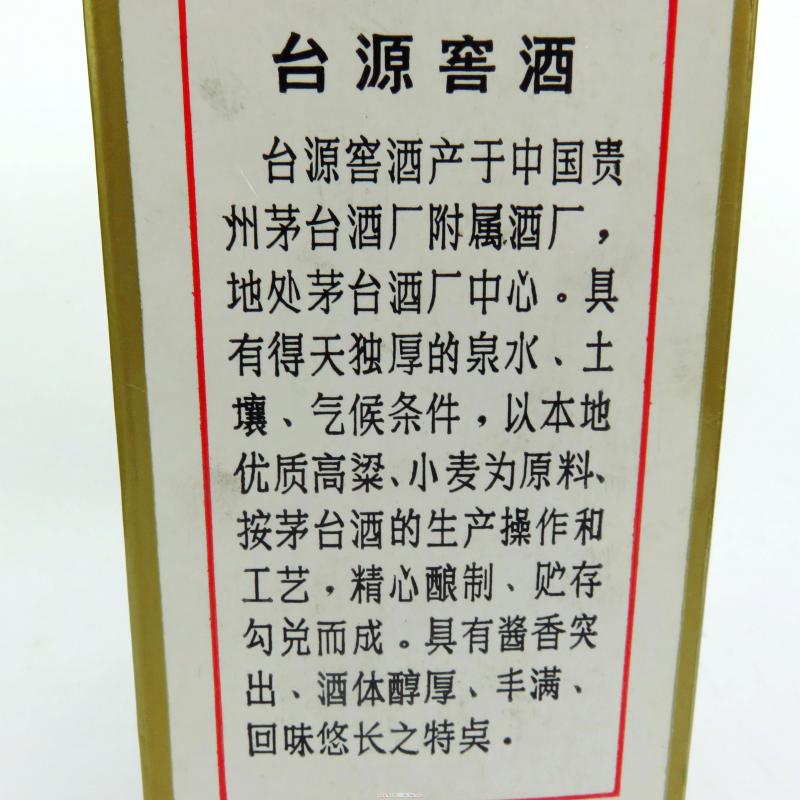 台源窖酒
台源窖酒产于中国贵
州茅台酒厂附属酒厂，
地处茅台酒厂中心。具
有得天独厚的泉水、土
壤、气候条件，以本地
优质高粱、小麦为原料、
按茅台酒的生产操作和
工艺，精心酿制、贮存
勾兑而成。具有酱香突
出、酒体醇厚、丰满、
回味悠长之特点.